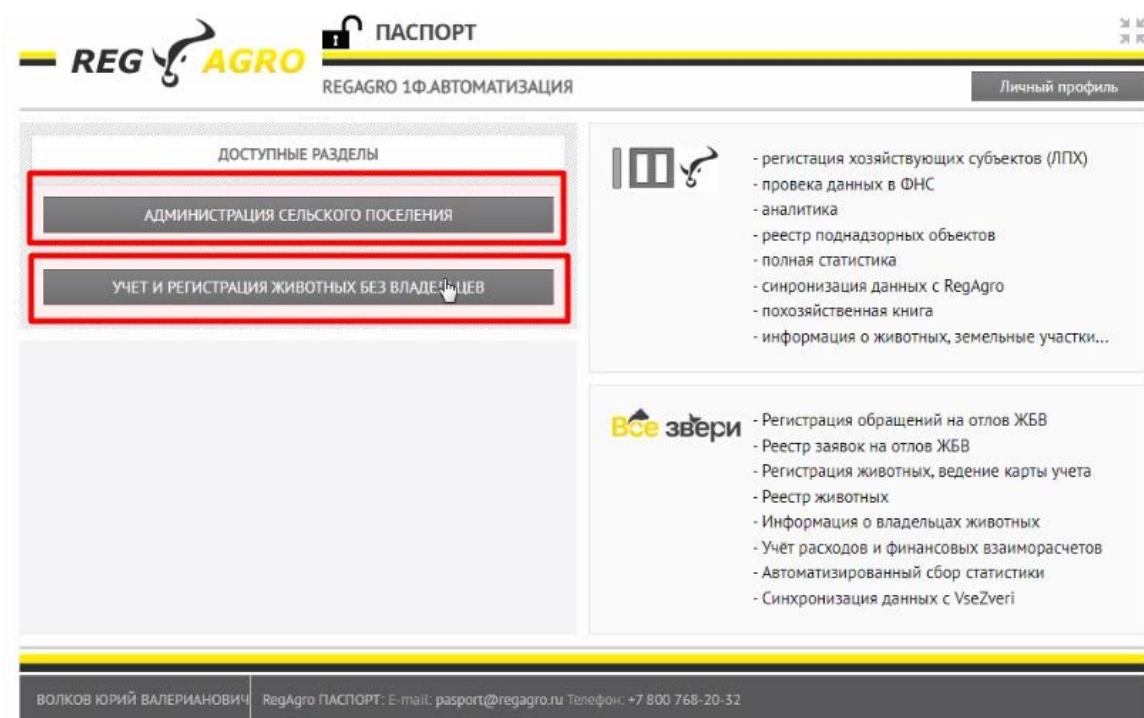 REG AGRO
ПАСПОРТ
REGAGRO 1Ф.АВТОМАТИЗАЦИЯ
Личный профиль
ДОСТУПНЫЕ РАЗДЕЛЫ
АДМИНИСТРАЦИЯ СЕЛЬСКОГО ПОСЕЛЕНИЯ
УЧЕТ И РЕГИСТРАЦИЯ ЖИВОТНЫХ БЕЗ ВЛАДЕЛЬЦЕВ
- регистация хозяйствующих субъектов (ЛПХ)
- провека данных в ФНС
- аналитика
- реестр поднадзорных объектов
- полная статистика
- синронизация данных с RegAgro
- похозяйственная книга
- информация о животных, земельные участки...
Все звери
- Регистрация обращений на отлов ЖБВ
- Реестр заявок на отлов ЖБВ
- Регистрация животных, ведение карты учета
- Реестр животных
- Информация о владельцах животных
- Учёт расходов и финансовых взаиморасчетов
- Автоматизированный сбор статистики
- Синхронизация данных с VseZveri
ВОЛКОВ ЮРИЙ ВАЛЕРИАНОВИЧ RegAgro ПАСПОРТ: E-mail: pasport@regagro.ru Телефон: +7 800 768-20-32